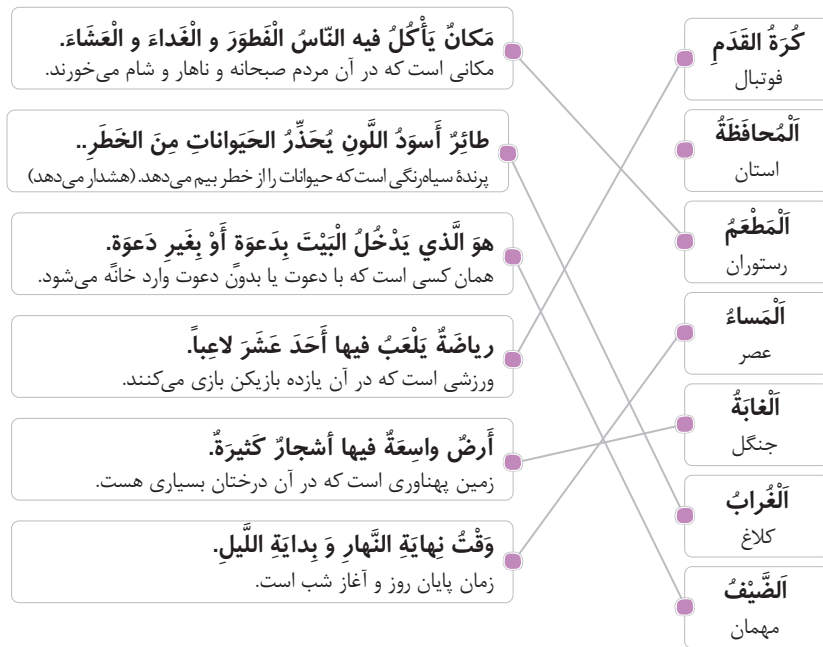 كُرَةُ القَدَمِ
فوتبال
اَلْمُحافَظَةُ
استان
اَلْمَطْعَمُ
رستوران
اَلْمَساءُ
عصر
اَلْغابَةُ
جنگل
اَلْغُرابُ
کلاغ
اَلضَّيْفُ
مهمان
مَكانٌ يَأْكُلُ فيه النّاسُ الْفَطورَ و الْغَداءَ و الْعَشَاءَ.
مکانی است که در آن مردم صبحانه و ناهار و شام می‌خورند.
طائِرٌ أَسوَدُ اللَّونِ يُحَذِّرُ الحَيَواناتِ مِنَ الخَطَرِ..
پرندهٔ سیاه‌رنگی است که حیوانات را از خطر بیم می‌دهد. (هشدار می‌دهد)
هوَ الَّذي يَدْخُلُ الْبَيْتَ بِدَعوَة أَوْ بِغَيرِ دَعوَة.
همان کسی است که با دعوت یا بدون دعوت وارد خانه می‌شود.
رياضَةٌ يَلْعَبُ فيها أَحَدَ عَشَرَ لاعِباً.
ورزشی است که در آن یازده بازیکن بازی می‌کنند.
أَرضٌ واسِعَةٌ فيها أشجارٌ كَثيرَةٌ.
زمین پهناوری است که در آن درختان بسیاری هست.
وَقْتُ نِهايَةِ النَّهارِ وَ بِدايَةِ اللَّيلِ.
زمان پایان روز و آغاز شب است.